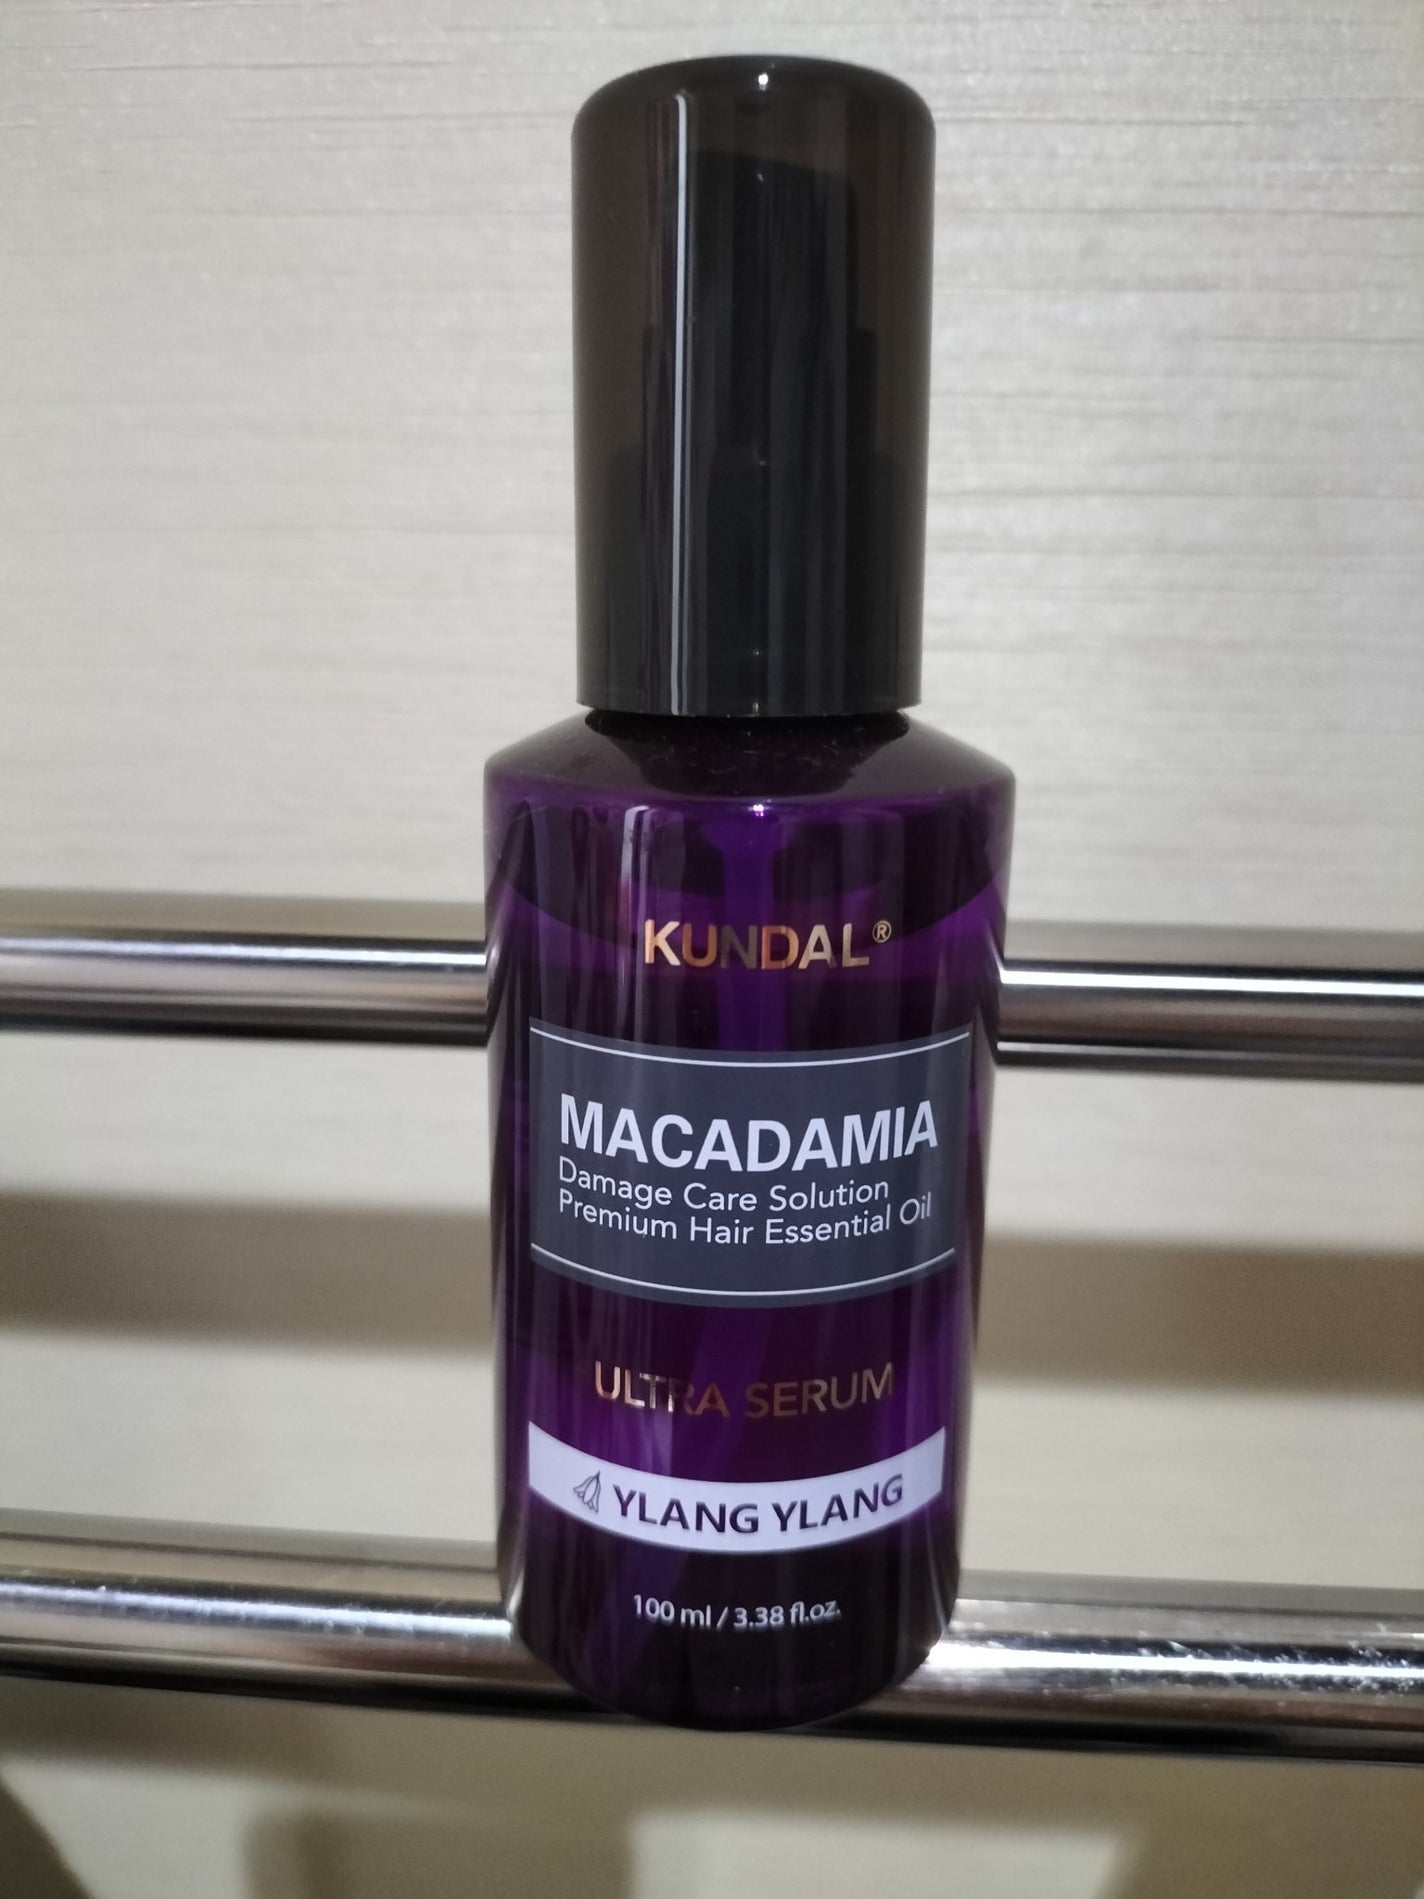 KUNDAL®
MACADAMIA
Damage Care Solution
Premium Hair Essential Oil
ULTRA SERUM
YLANG YLANG
100 ml / 3.38 fl.oz.